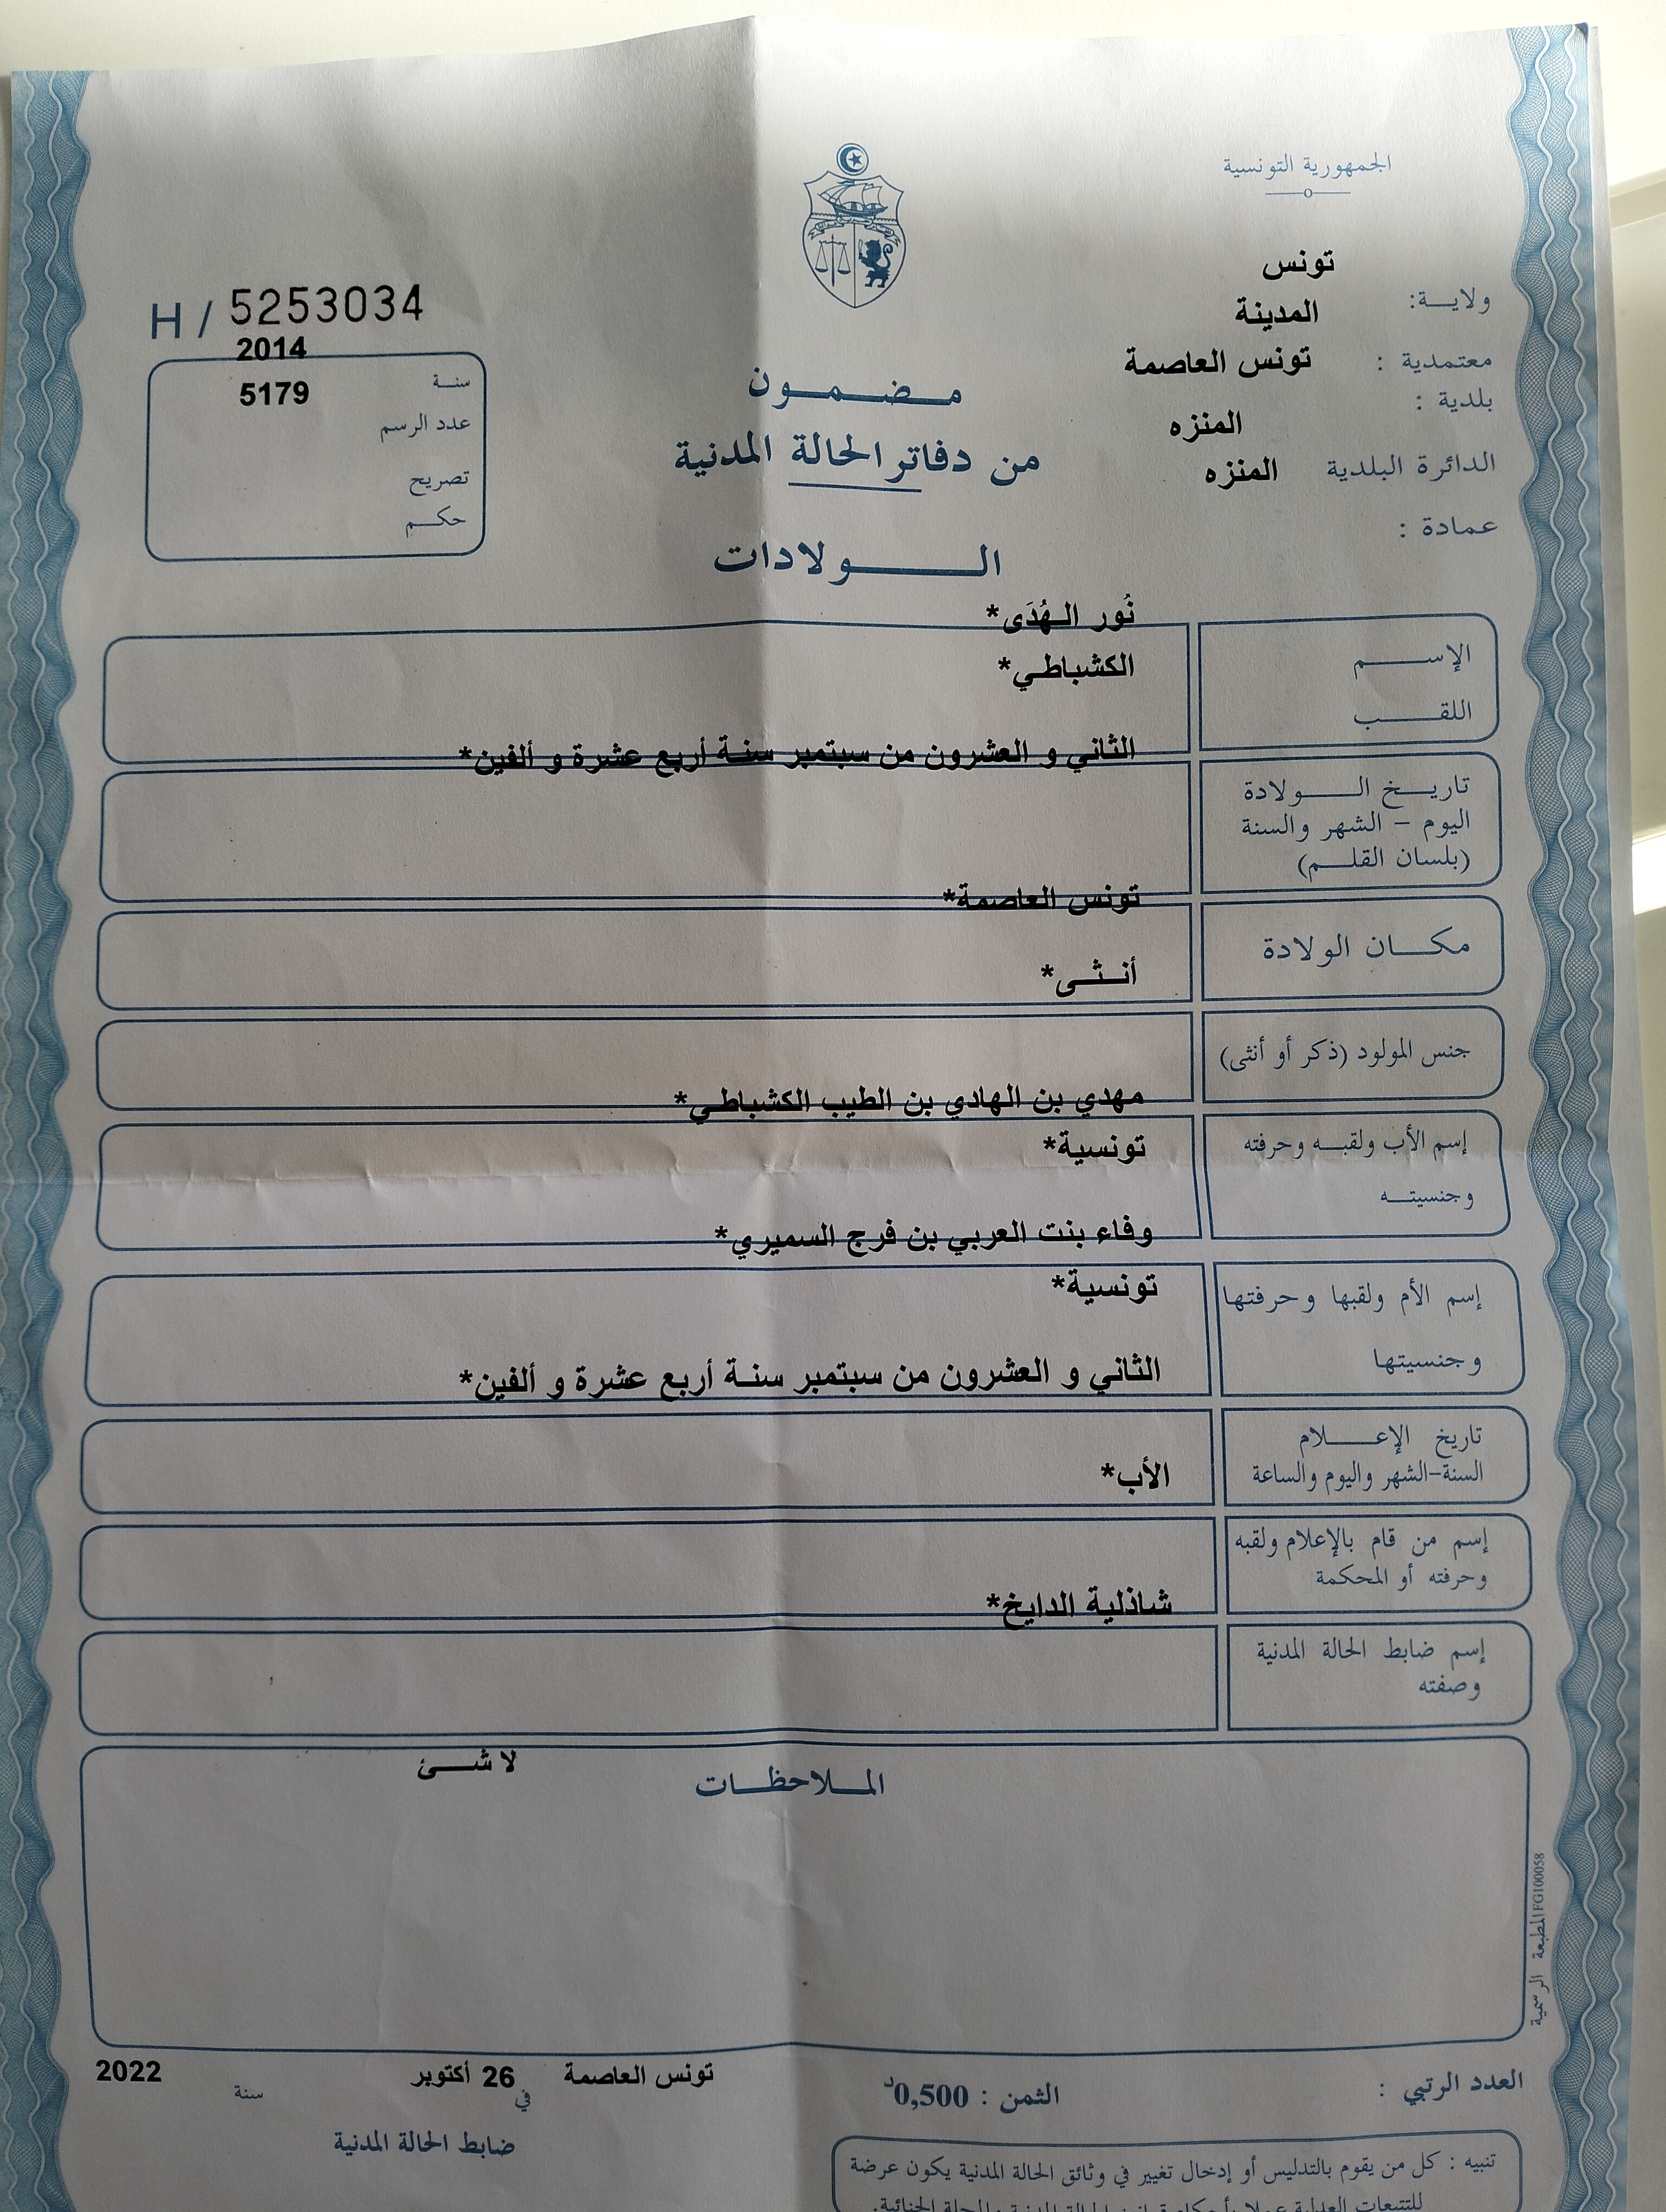 الجمهورية التونسية
تونس
ولاية:
المدينة
معتمدية :
تونس العاصمة
بلدية :
المنزه
الدائرة البلدية
المنزه
عمادة :
H / 5253034
2014
سنة
5179
عدد الرسم
تصريح
حكم
مضمون
من دفاتر الحالة المدنية
الولادات
نُور الهُدَى*
الإسم
الكشباطي*
اللقب
الثاني و العشرون من سبتمبر سنة أربع عشرة و ألفين*
تاريخ الولادة
اليوم – الشهر والسنة
(بلسان القلم)
تونس العاصمة*
مكان الولادة
أنثى*
جنس المولود (ذكر أو أنثى)
مهدي بن الهادي بن الطيب الكشباطي*
إسم الأب ولقبه وحرفته
تونسية*
وجنسيته
وفاء بنت العربي بن فرج السميري*
إسم الأم ولقبها وحرفتها
تونسية*
وجنسيتها
الثاني و العشرون من سبتمبر سنة أربع عشرة و ألفين*
تاريخ الإعلام
السنة-الشهر واليوم والساعة
الأب*
إسم من قام بالإعلام ولقبه
وحرفته أو المحكمة
شاذلية الدايخ*
إسم ضابط الحالة المدنية
وصفته
الملاحظات
لا شئ
المطبعة الرسمية FG100058
العدد الرتبي :
الثمن : 0,500د
تونس العاصمة في 26 أكتوبر سنة 2022
ضابط الحالة المدنية
تنبيه : كل من يقوم بالتدليس أو إدخال تغيير في وثائق الحالة المدنية يكون عرضة
للتتبعات العدلية عملا بأحكام